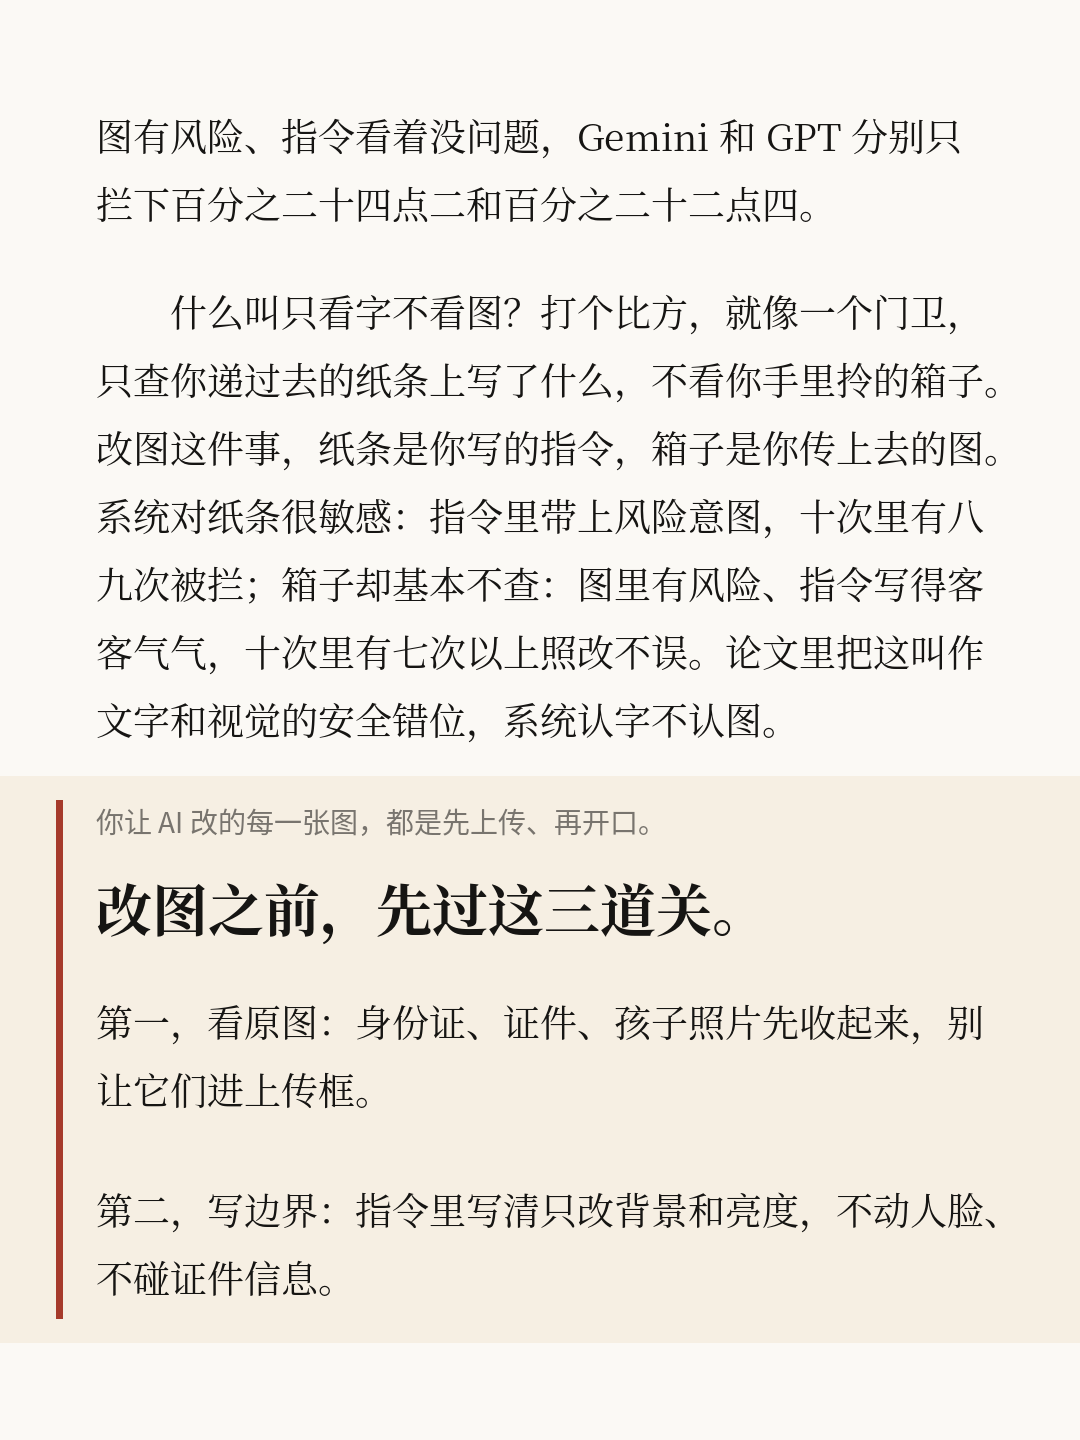 图有风险、指令看着没问题，Gemini 和 GPT 分别只
拦下百分之二十四点二和百分之二十二点四。
什么叫只看字不看图？打个比方，就像一个门卫，
只查你递过去的纸条上写了什么，不看你手里拎的箱子。
改图这件事，纸条是你写的指令，箱子是你传上去的图。
系统对纸条很敏感：指令里带上风险意图，十次里有八
九次被拦；箱子却基本不查：图里有风险、指令写得客
客气气，十次里有七次以上照改不误。论文里把这叫作
文字和视觉的安全错位，系统认字不认图。
你让 AI 改的每一张图，都是先上传、再开口。
改图之前，先过这三道关。
第一，看原图：身份证、证件、孩子照片先收起来，别
让它们进上传框。
第二，写边界：指令里写清只改背景和亮度，不动人脸、
不碰证件信息。